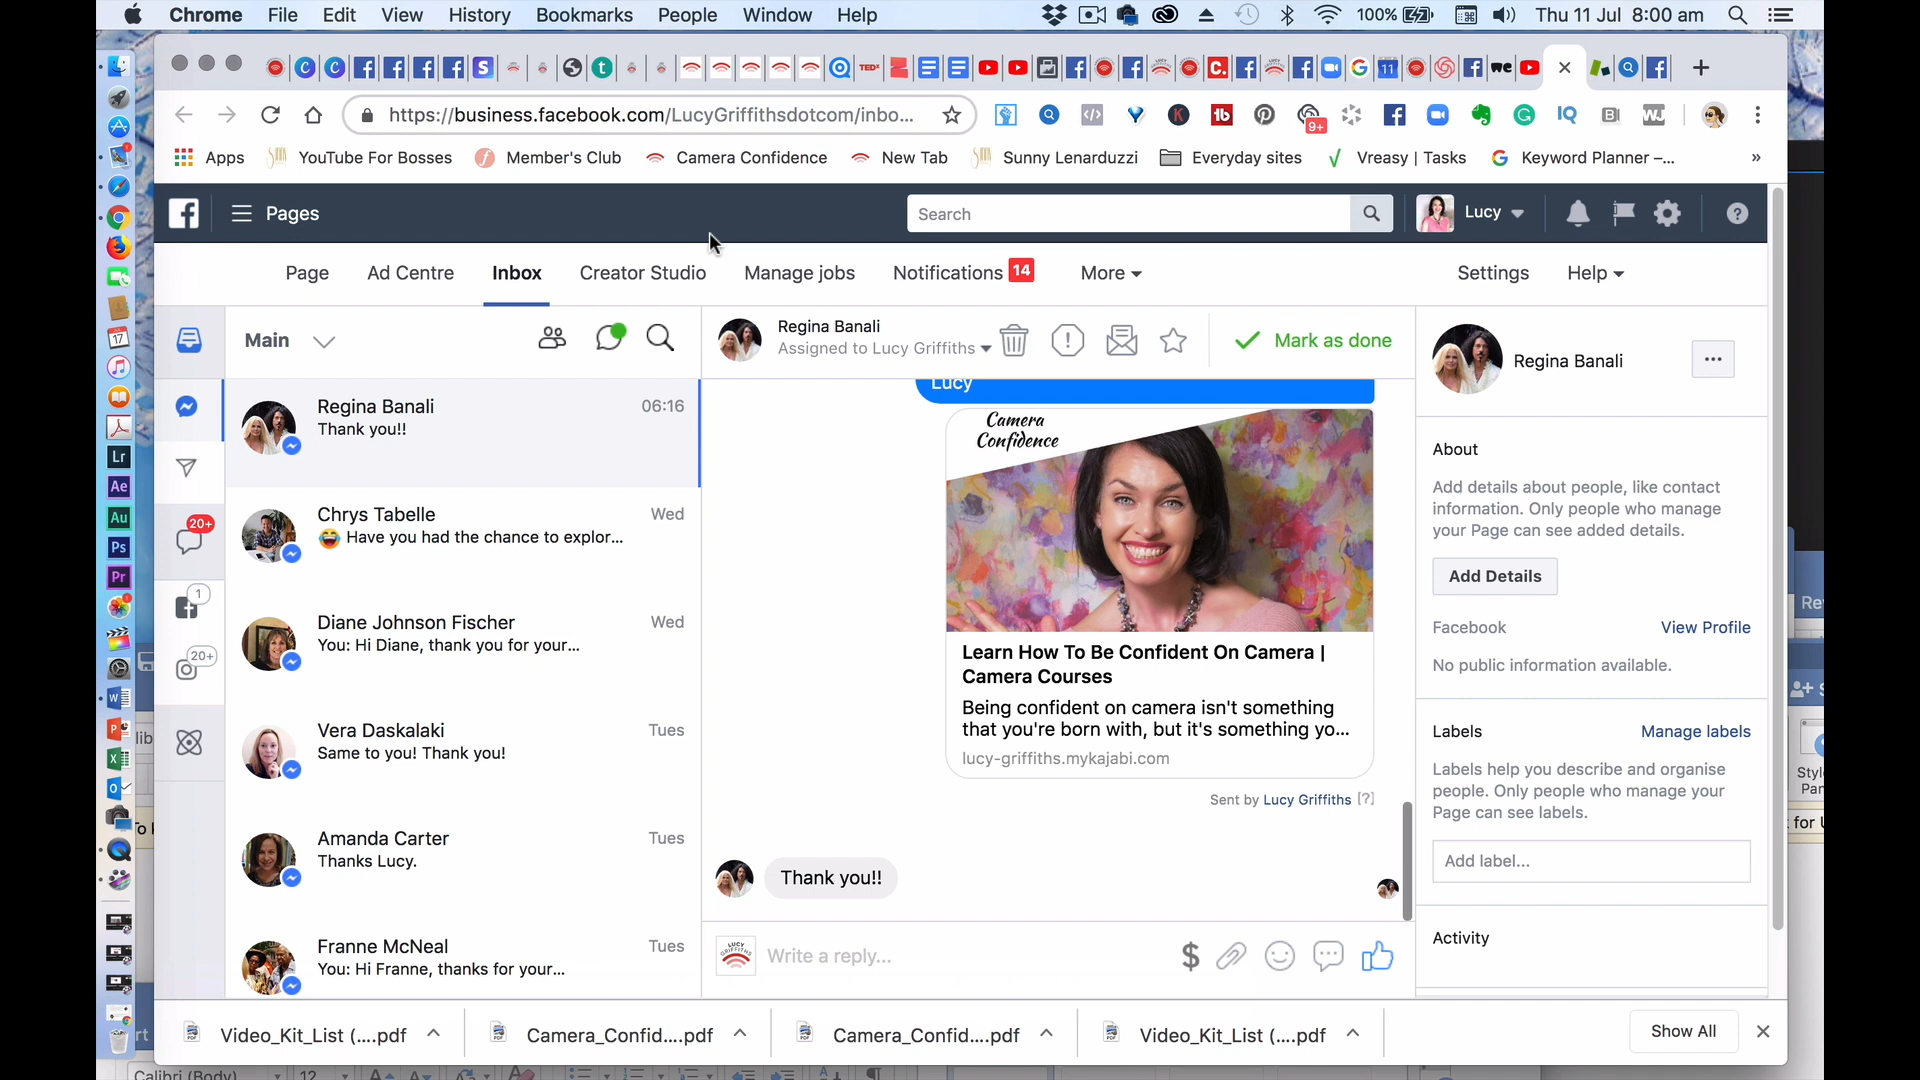 Chrome File Edit View History Bookmarks People Window Help 100% Thu 11 Jul 8:00 am
https://business.facebook.com/LucyGriffithsdotcom/inbo...
Apps YouTube For Bosses Member's Club Camera Confidence New Tab Sunny Lenarduzzi Everyday sites Vreasy | Tasks Keyword Planner –... »
Pages Search Lucy
Page Ad Centre Inbox Creator Studio Manage jobs Notifications 14 More Settings Help
Main
Regina Banali
Assigned to Lucy Griffiths
Mark as done
Regina Banali
Regina Banali 06:16
Thank you!!
Chrys Tabelle Wed
😂 Have you had the chance to explor...
Diane Johnson Fischer Wed
You: Hi Diane, thank you for your...
Vera Daskalaki Tues
Same to you! Thank you!
Amanda Carter Tues
Thanks Lucy.
Franne McNeal Tues
You: Hi Franne, thanks for your...
20+
1
20+
Lucy
Camera
Confidence
Learn How To Be Confident On Camera |
Camera Courses
Being confident on camera isn't something
that you're born with, but it's something yo...
lucy-griffiths.mykajabi.com
Sent by Lucy Griffiths [?]
Thank you!!
Write a reply...
About
Add details about people, like contact
information. Only people who manage
your Page can see added details.
Add Details
Facebook View Profile
No public information available.
Labels Manage labels
Labels help you describe and organise
people. Only people who manage your
Page can see labels.
Add label...
Activity
Video_Kit_List (....pdf Camera_Confid....pdf Camera_Confid....pdf Video_Kit_List (....pdf Show All
Calibri (Body) 12